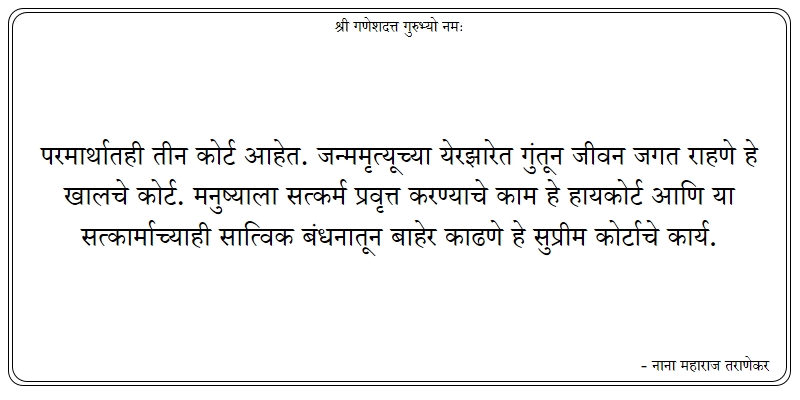 श्री गणेशदत्त गुरुभ्यो नमः
परमार्थातही तीन कोर्ट आहेत. जन्ममृत्यूच्या येरझारेत गुंतून जीवन जगत राहणे हे
खालचे कोर्ट. मनुष्याला सत्कर्म प्रवृत्त करण्याचे काम हे हायकोर्ट आणि या
सत्कार्माच्याही सात्विक बंधनातून बाहेर काढणे हे सुप्रीम कोर्टाचे कार्य.
- नाना महाराज तराणेकर